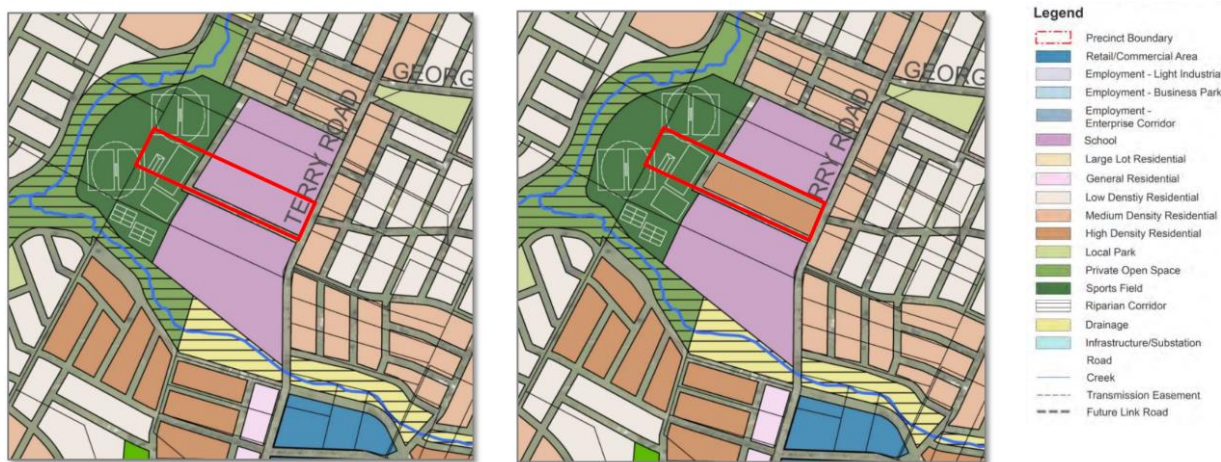 GEORG
TERRY ROAD
GEORG
RRY ROAD
Legend
Precinct Boundary
Retail/Commercial Area
Employment - Light Industrial
Employment - Business Park
Employment -
Enterprise Corridor
School
Large Lot Residential
General Residential
Low Denstiy Residential
Medium Density Residential
High Density Residential
Local Park
Private Open Space
Sports Field
Riparian Corridor
Drainage
Infrastructure/Substation
Road
Creek
Transmission Easement
Future Link Road